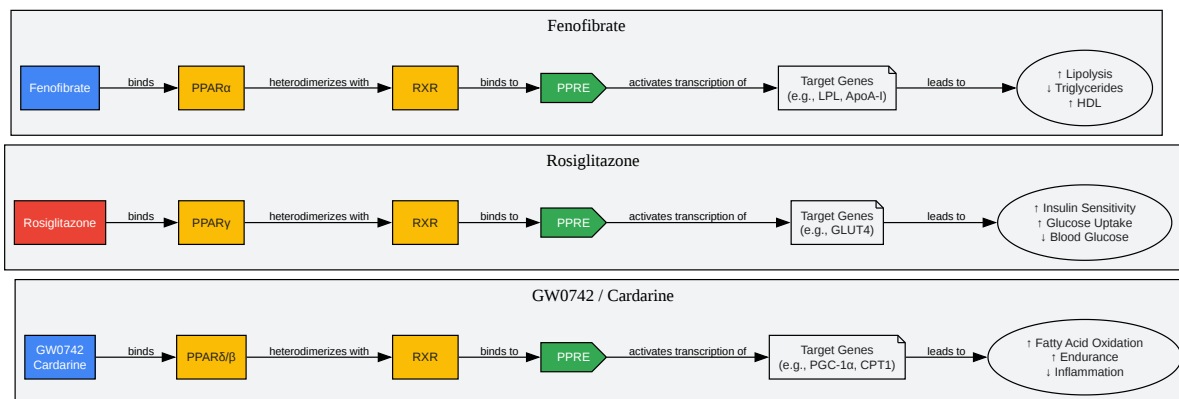 Fenofibrate
Fenofibrate
binds
PPARα
heterodimerizes with
RXR
binds to
PPRE
activates transcription of
Target Genes
(e.g., LPL, ApoA-I)
leads to
↑ Lipolysis
↓ Triglycerides
↑ HDL
Rosiglitazone
Rosiglitazone
binds
PPARγ
heterodimerizes with
RXR
binds to
PPRE
activates transcription of
Target Genes
(e.g., GLUT4)
leads to
↑ Insulin Sensitivity
↑ Glucose Uptake
↓ Blood Glucose
GW0742 / Cardarine
GW0742
Cardarine
binds
PPARδ/β
heterodimerizes with
RXR
binds to
PPRE
activates transcription of
Target Genes
(e.g., PGC-1α, CPT1)
leads to
↑ Fatty Acid Oxidation
↑ Endurance
↓ Inflammation